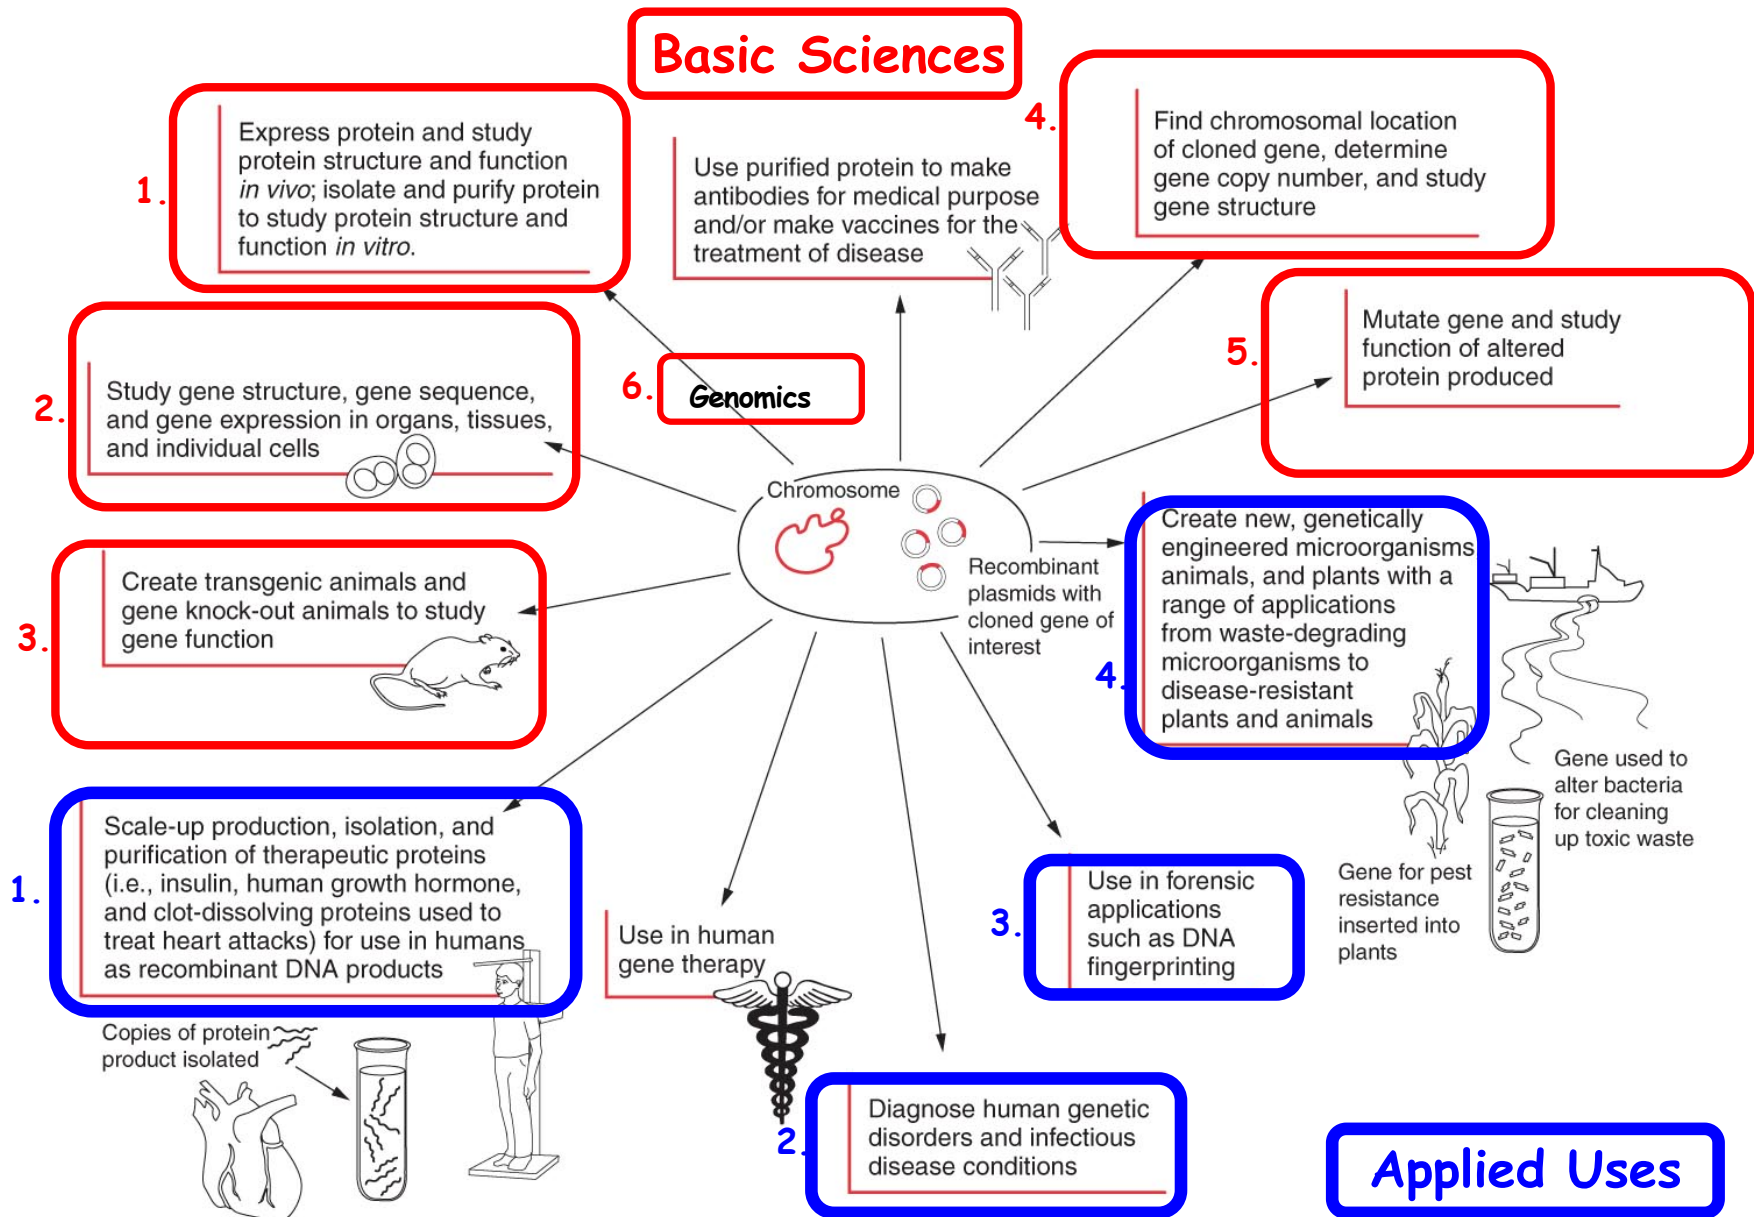 Basic Sciences
1.
Express protein and study
protein structure and function
in vivo; isolate and purify protein
to study protein structure and
function in vitro.
Use purified protein to make
antibodies for medical purpose
and/or make vaccines for the
treatment of disease
4.
Find chromosomal location
of cloned gene, determine
gene copy number, and study
gene structure
5.
Mutate gene and study
function of altered
protein produced
2.
Study gene structure, gene sequence,
and gene expression in organs, tissues,
and individual cells
6.
Genomics
Chromosome
Recombinant
plasmids with
cloned gene of
interest
3.
Create transgenic animals and
gene knock-out animals to study
gene function
4.
Create new, genetically
engineered microorganisms
animals, and plants with a
range of applications
from waste-degrading
microorganisms to
disease-resistant
plants and animals
Gene used to
alter bacteria
for cleaning
up toxic waste
Gene for pest
resistance
inserted into
plants
1.
Scale-up production, isolation, and
purification of therapeutic proteins
(i.e., insulin, human growth hormone,
and clot-dissolving proteins used to
treat heart attacks) for use in humans
as recombinant DNA products
Copies of protein
product isolated
Use in human
gene therapy
3.
Use in forensic
applications
such as DNA
fingerprinting
2.
Diagnose human genetic
disorders and infectious
disease conditions
Applied Uses